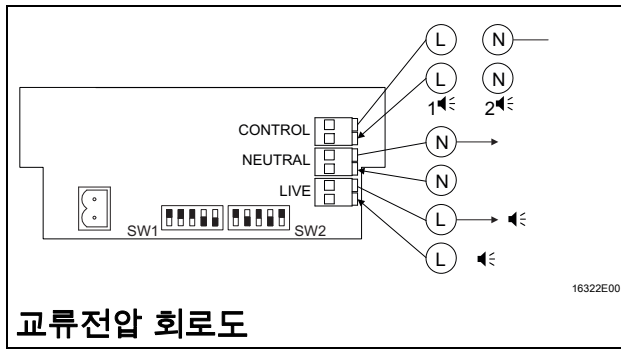 L N
CONTROL L N
1 2
NEUTRAL N
N
LIVE L
SW1 SW2 L
16322E00
교류전압 회로도